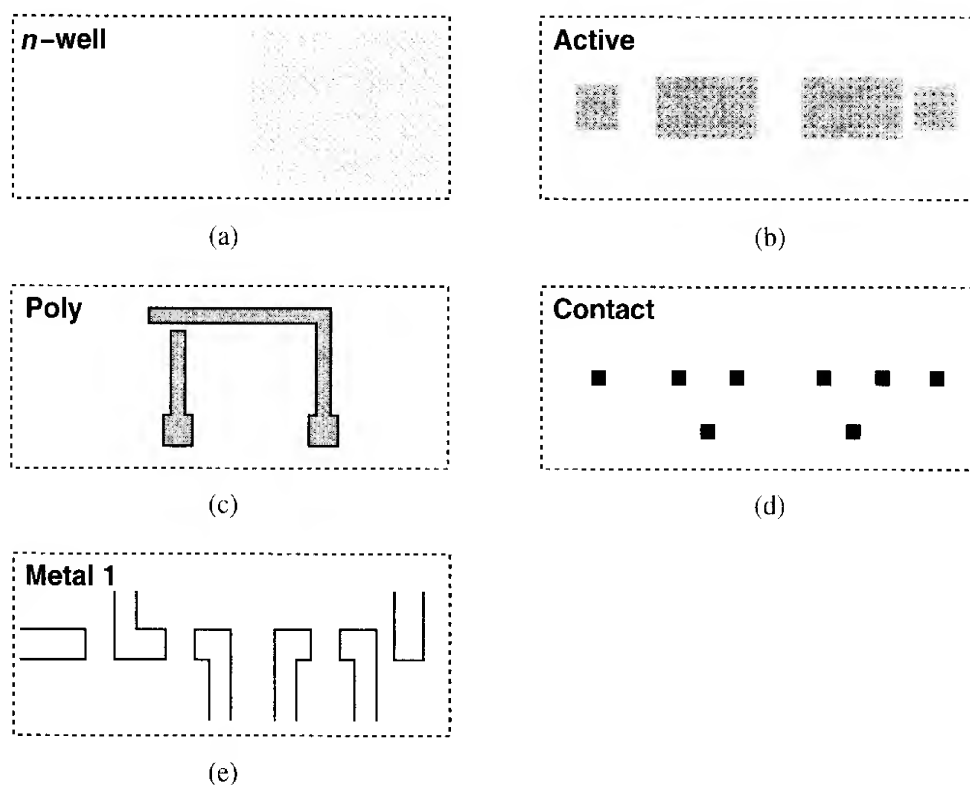 n–well
Active
(a)
(b)
Poly
Contact
(c)
(d)
Metal 1
(e)